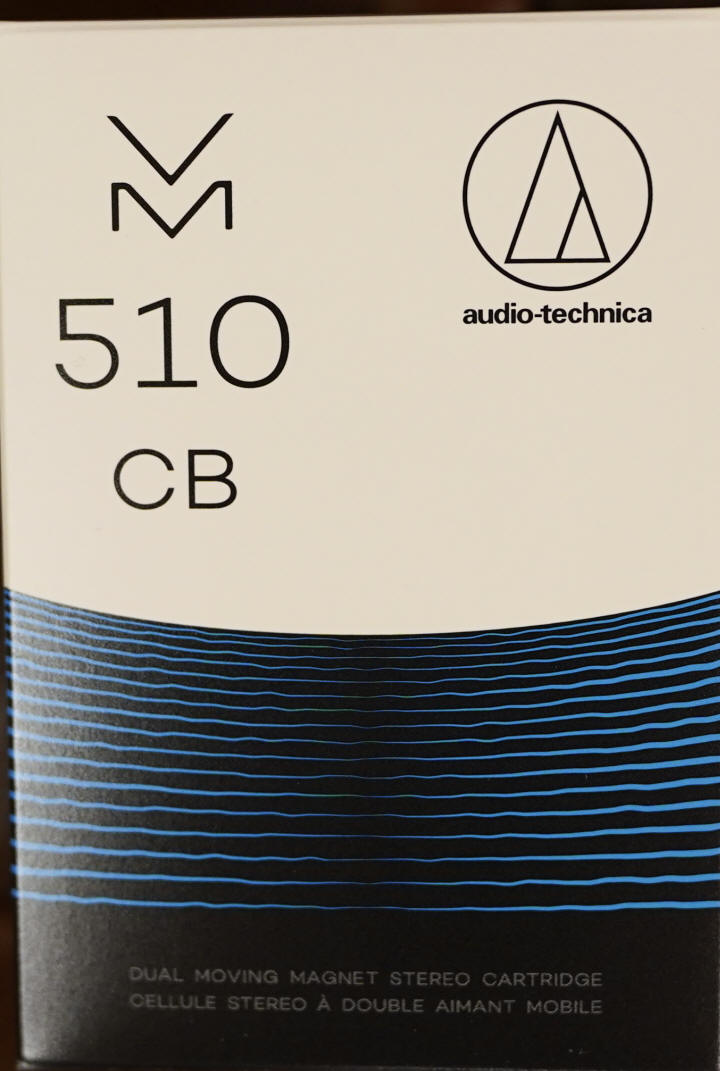 VM
510
CB
audio-technica
DUAL MOVING MAGNET STEREO CARTRIDGE
CELLULE STEREO À DOUBLE AIMANT MOBILE